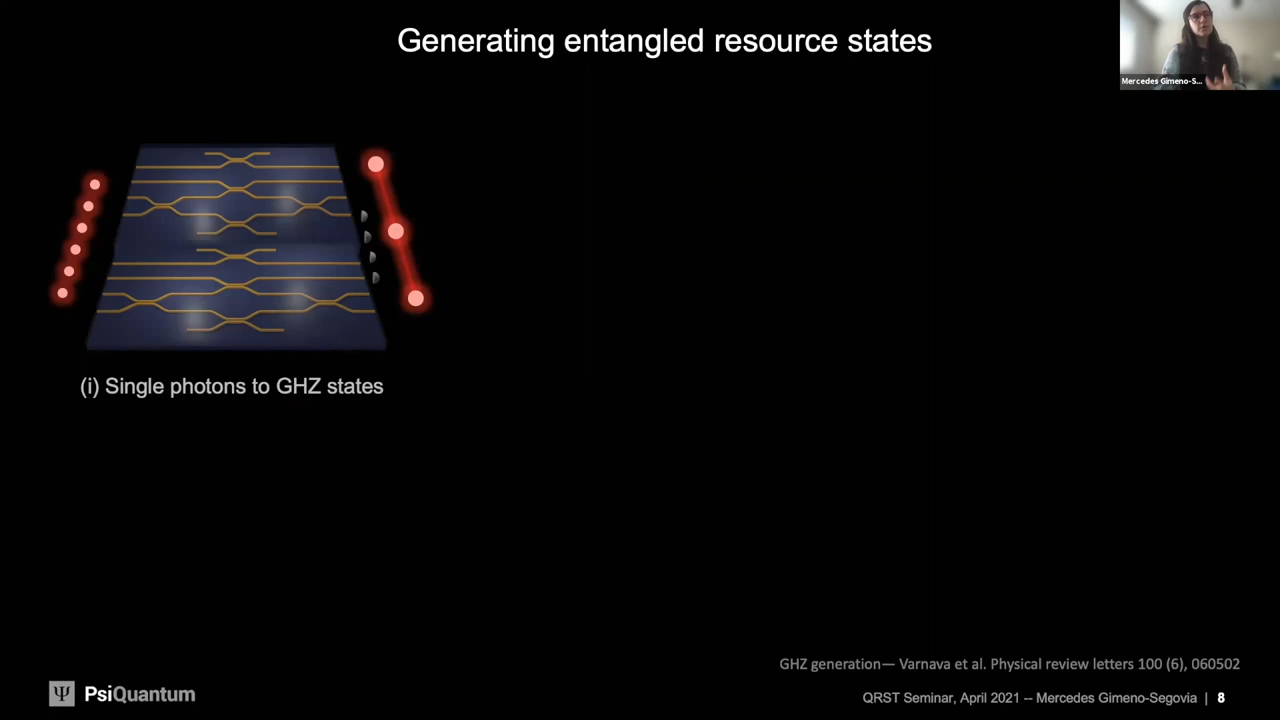 Generating entangled resource states
Mercedes Gimeno-S...
(i) Single photons to GHZ states
GHZ generation— Varnava et al. Physical review letters 100 (6), 060502
Ψ PsiQuantum
QRST Seminar, April 2021 -- Mercedes Gimeno-Segovia | 8